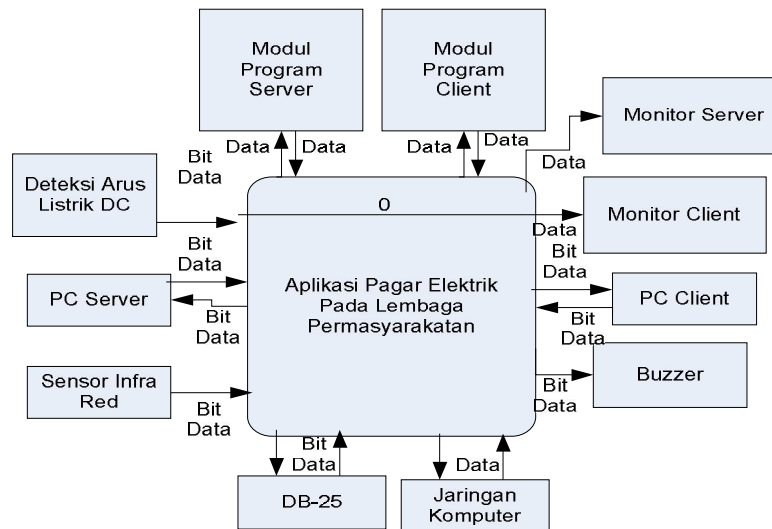 Modul
Program
Server
Modul
Program
Client
Monitor Server
Data
Data
Data
Data
Data
Bit
Data
Deteksi Arus
Listrik DC
0
Monitor Client
Data
Bit
Data
Bit
Data
PC Server
Bit
Data
Aplikasi Pagar Elektrik
Pada Lembaga
Permasyarakatan
PC Client
Bit
Data
Sensor Infra
Red
Bit
Data
Buzzer
Bit
Data
Bit
Data
Data
DB-25
Jaringan
Komputer